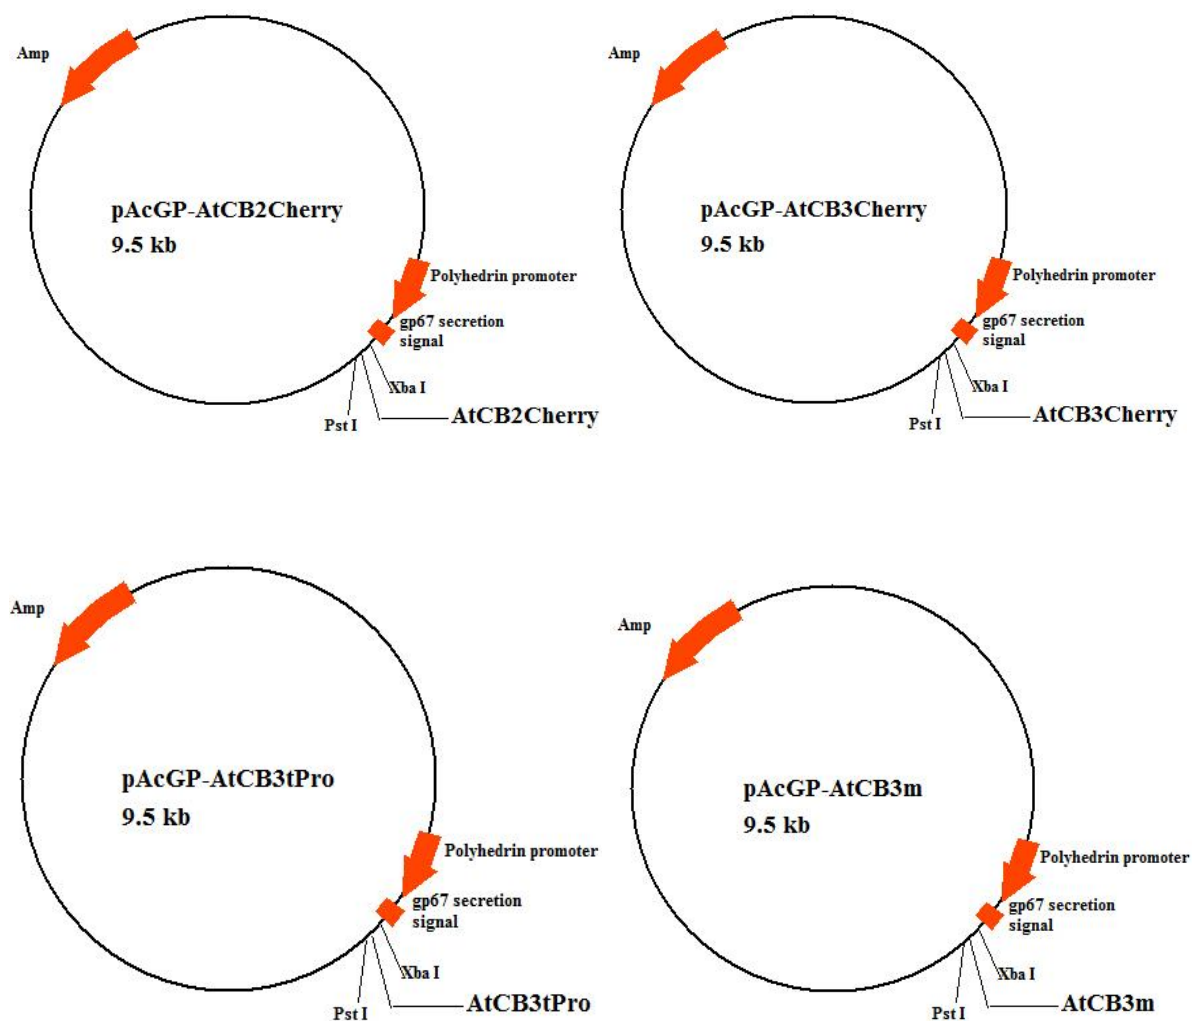 Amp
pAcGP-AtCB2Cherry
9.5 kb
Polyhedrin promoter
gp67 secretion
signal
Xba I
Pst I
AtCB2Cherry
Amp
pAcGP-AtCB3Cherry
9.5 kb
Polyhedrin promoter
gp67 secretion
signal
Xba I
Pst I
AtCB3Cherry
Amp
pAcGP-AtCB3tPro
9.5 kb
Polyhedrin promoter
gp67 secretion
signal
Xba I
Pst I
AtCB3tPro
Amp
pAcGP-AtCB3m
9.5 kb
Polyhedrin promoter
gp67 secretion
signal
Xba I
Pst I
AtCB3m